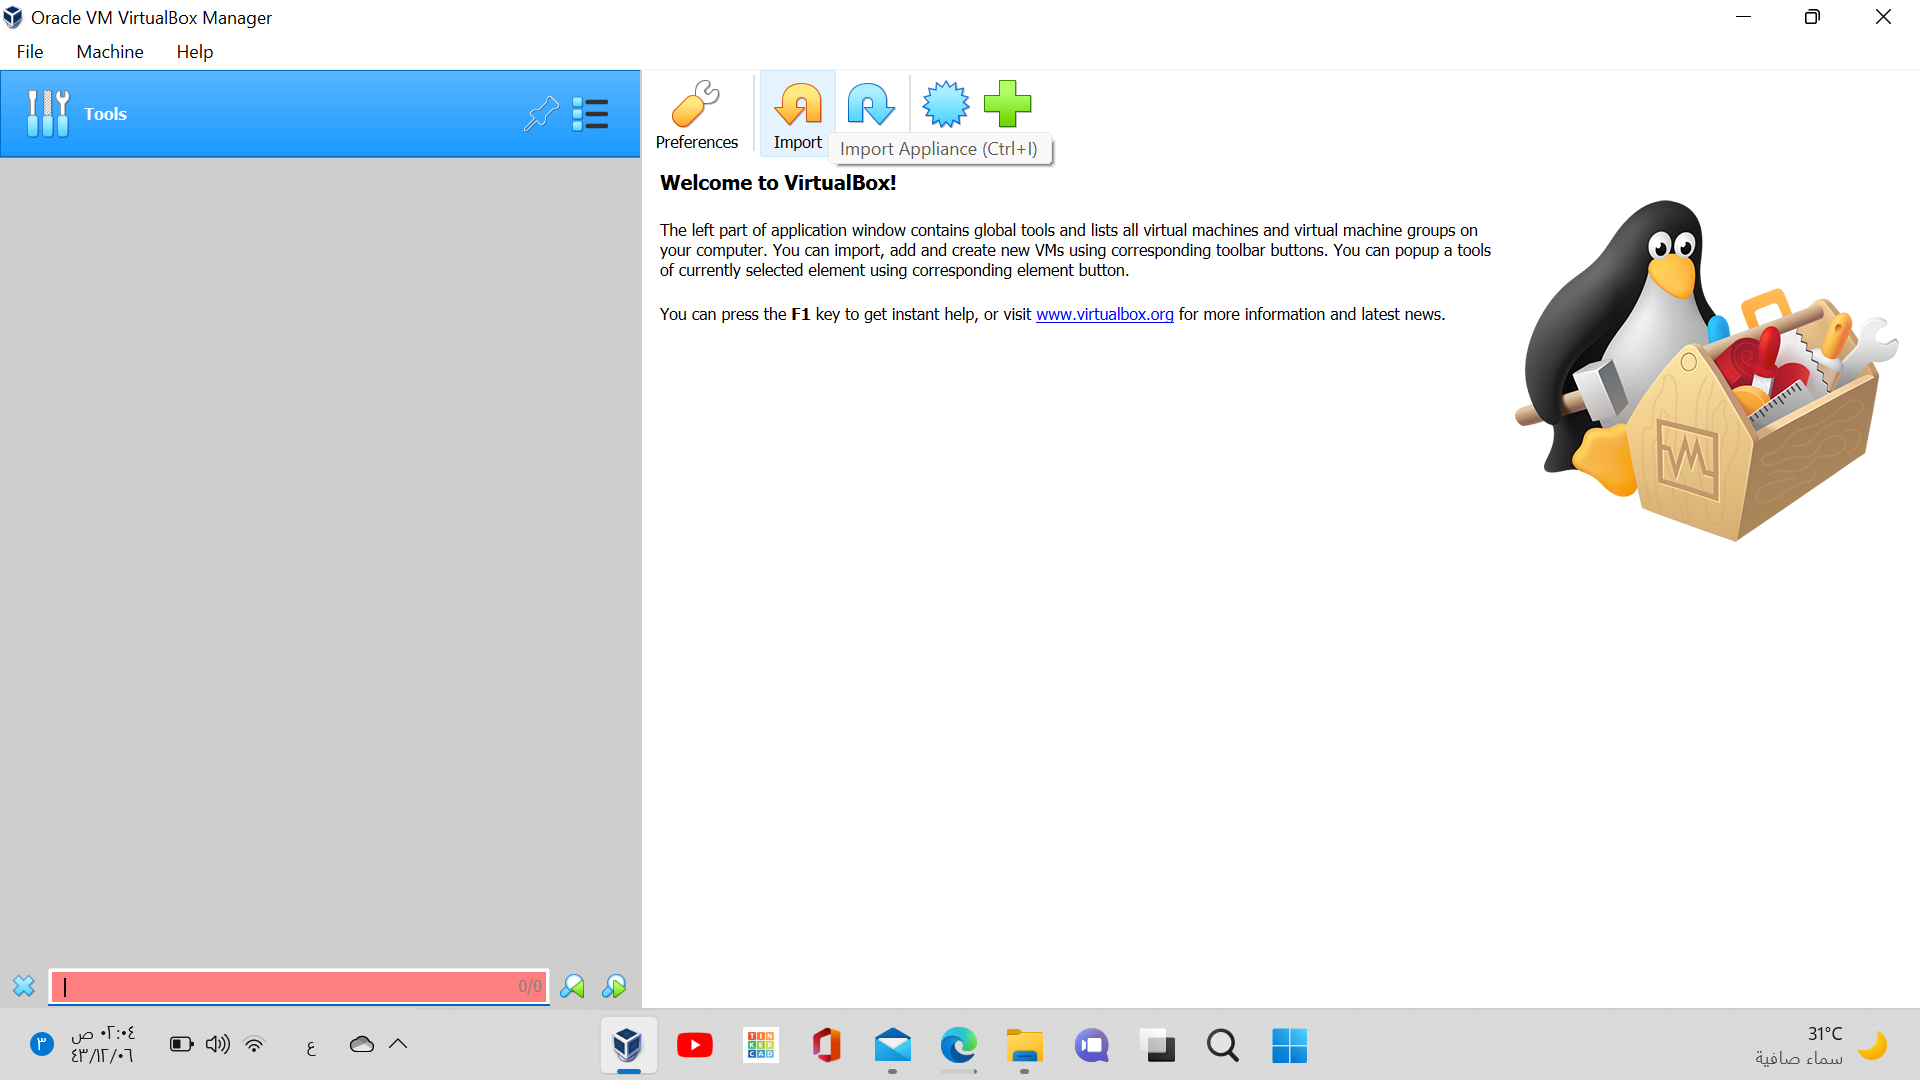 Oracle VM VirtualBox Manager
File Machine Help
Tools
Preferences
Import
Import Appliance (Ctrl+I)
Welcome to VirtualBox!
The left part of application window contains global tools and lists all virtual machines and virtual machine groups on
your computer. You can import, add and create new VMs using corresponding toolbar buttons. You can popup a tools
of currently selected element using corresponding element button.
You can press the F1 key to get instant help, or visit www.virtualbox.org for more information and latest news.
0/0
٣
٠٢:٠٤ ص
٤٣/١٢/٠٦
ع
TIN
KER
CAD
31°C
سماء صافية